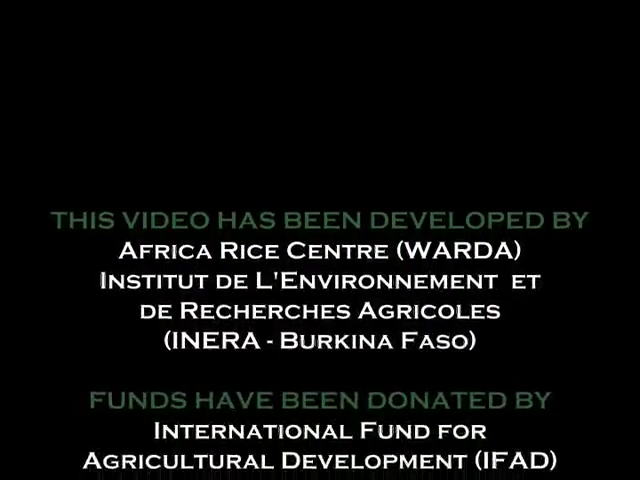 THIS VIDEO HAS BEEN DEVELOPED BY
AFRICA RICE CENTRE (WARDA)
INSTITUT DE L'ENVIRONNEMENT ET
DE RECHERCHES AGRICOLES
(INERA - BURKINA FASO)
FUNDS HAVE BEEN DONATED BY
INTERNATIONAL FUND FOR
AGRICULTURAL DEVELOPMENT (IFAD)